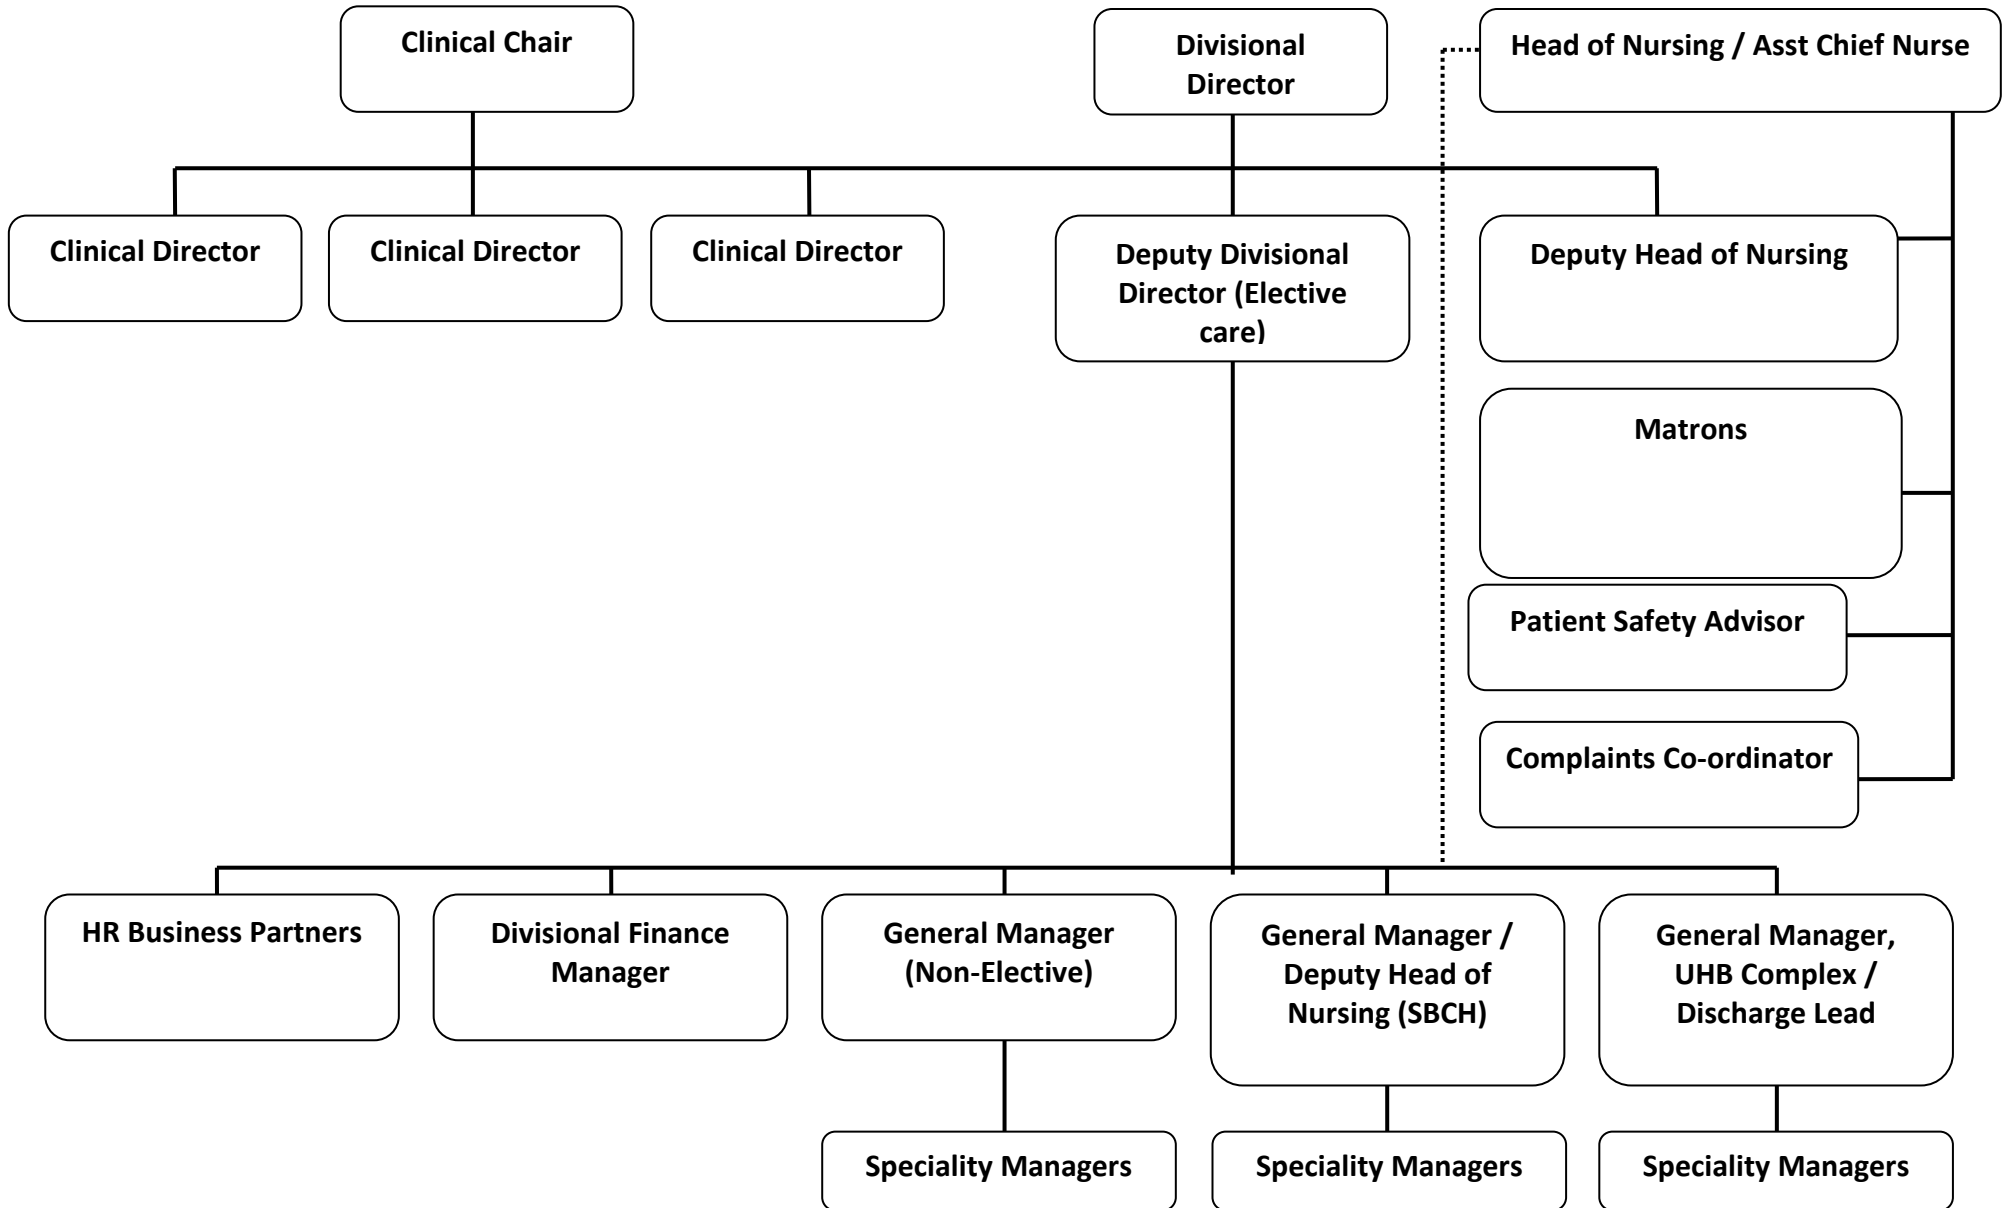 Clinical Chair
Divisional
Director
Head of Nursing / Asst Chief Nurse
Clinical Director
Clinical Director
Clinical Director
Deputy Divisional
Director (Elective
care)
Deputy Head of Nursing
Matrons
Patient Safety Advisor
Complaints Co-ordinator
HR Business Partners
Divisional Finance
Manager
General Manager
(Non-Elective)
General Manager /
Deputy Head of
Nursing (SBCH)
General Manager,
UHB Complex /
Discharge Lead
Speciality Managers
Speciality Managers
Speciality Managers